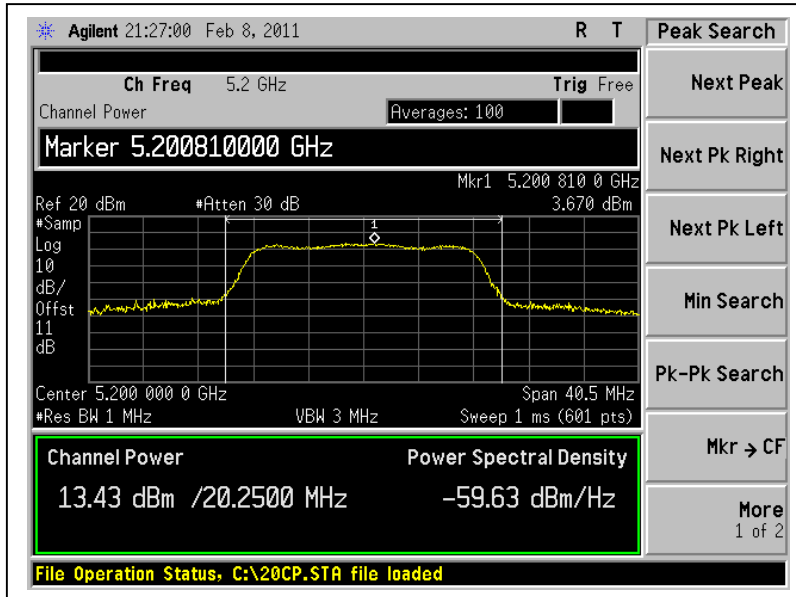 Agilent 21:27:00 Feb 8, 2011 R T
Ch Freq 5.2 GHz Trig Free
Channel Power Averages: 100
Marker 5.200810000 GHz
Mkr1 5.200 810 0 GHz
Ref 20 dBm #Atten 30 dB 3.670 dBm
#Samp
Log
10
dB/
Offst
11
dB
1
Center 5.200 000 0 GHz Span 40.5 MHz
#Res BW 1 MHz VBW 3 MHz Sweep 1 ms (601 pts)
Channel Power Power Spectral Density
13.43 dBm /20.2500 MHz -59.63 dBm/Hz
File Operation Status, C:\20CP.STA file loaded
Peak Search
Next Peak
Next Pk Right
Next Pk Left
Min Search
Pk-Pk Search
Mkr → CF
More
1 of 2